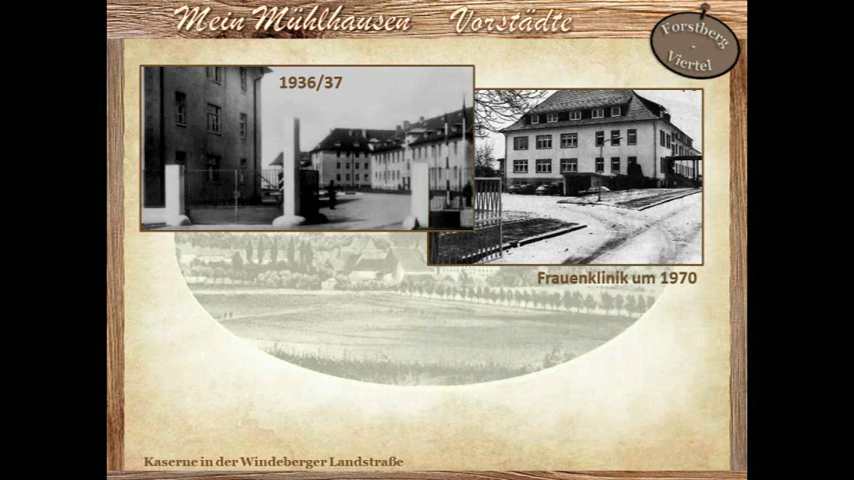 Mein Mühlhausen Vorstädte
Forstberg
-
Viertel
1936/37
Frauenklinik um 1970
Kaserne in der Windeberger Landstraße